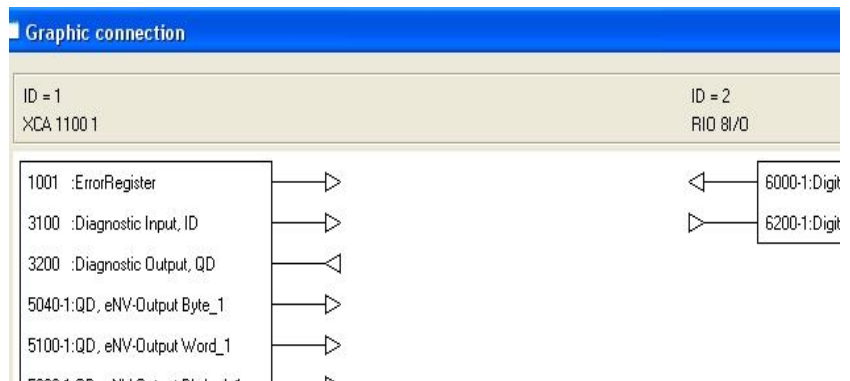 Graphic connection
ID = 1
XCA 1100 1
ID = 2
RIO 8I/O
1001 :ErrorRegister
3100 :Diagnostic Input, ID
3200 :Diagnostic Output, QD
5040-1:QD, eNV-Output Byte_1
5100-1:QD, eNV-Output Word_1
6000-1:Digit
6200-1:Digit